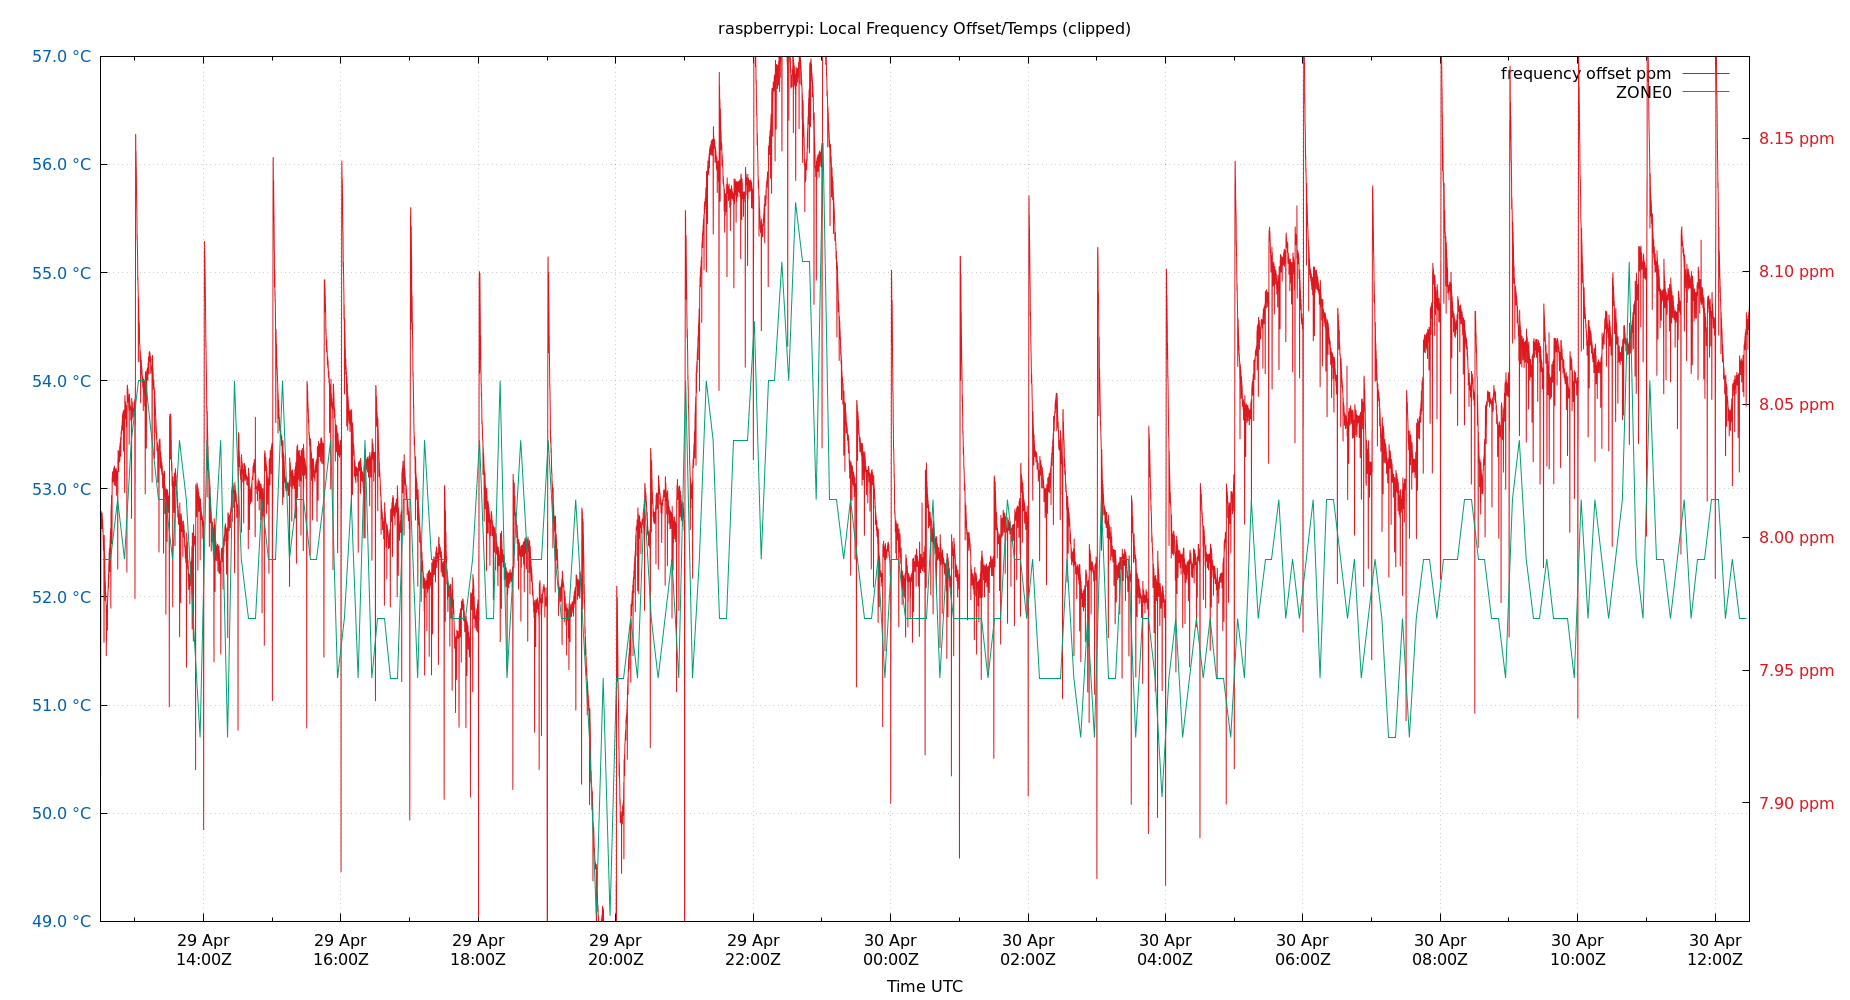 raspberrypi: Local Frequency Offset/Temps (clipped)
57.0 °C
56.0 °C
55.0 °C
54.0 °C
53.0 °C
52.0 °C
51.0 °C
50.0 °C
49.0 °C
frequency offset ppm
ZONE0
8.15 ppm
8.10 ppm
8.05 ppm
8.00 ppm
7.95 ppm
7.90 ppm
29 Apr 29 Apr 29 Apr 29 Apr 29 Apr 30 Apr 30 Apr 30 Apr 30 Apr 30 Apr 30 Apr 30 Apr
14:00Z 16:00Z 18:00Z 20:00Z 22:00Z 00:00Z 02:00Z 04:00Z 06:00Z 08:00Z 10:00Z 12:00Z
Time UTC